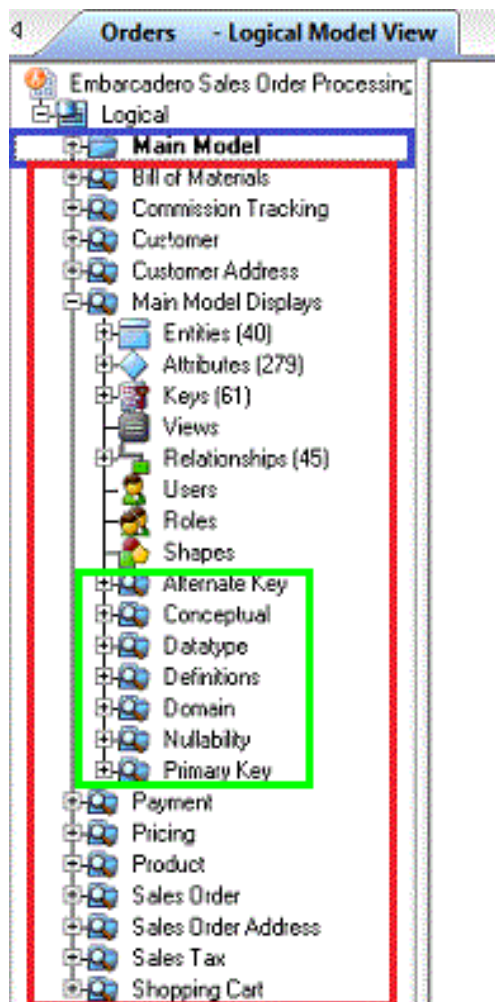 Orders - Logical Model View
Embarcadero Sales Order Processing
Logical
Main Model
Bill of Materials
Commission Tracking
Customer
Customer Address
Main Model Displays
Entities (40)
Attributes (279)
Keys (61)
Views
Relationships (45)
Users
Roles
Shapes
Alternate Key
Conceptual
Datatype
Definitions
Domain
Nullability
Primary Key
Payment
Pricing
Product
Sales Order
Sales Order Address
Sales Tax
Shopping Cart